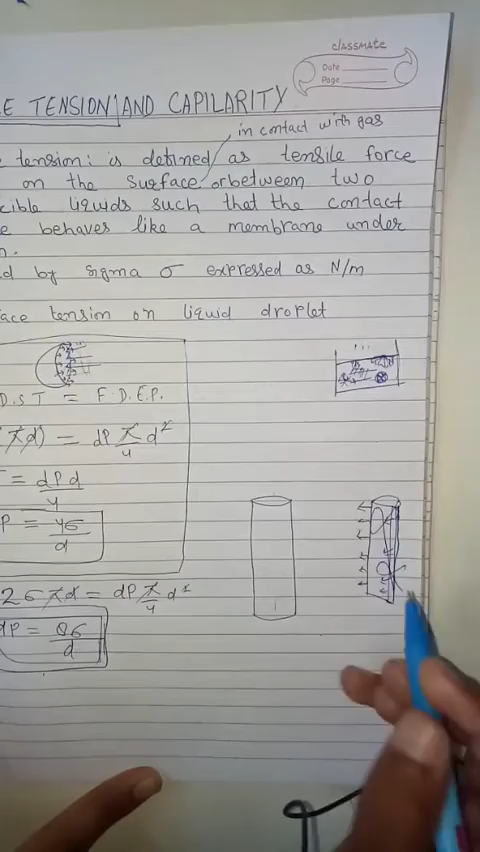 classmate
Date
Page
E TENSION AND CAPILARITY
in contact with gas
e tension: is defined as tensile force
on the surface or between two
cible liquids such that the contact
e behaves like a membrane under
n.
d by sigma σ expressed as N/m
ace tension on liquid droplet
D.S.T = F.D.E.P.
πd) = dP π/4 d²
= dPd/4
P = 4σ/d
2σπd = dP π/4 d²
dP = 8σ/d